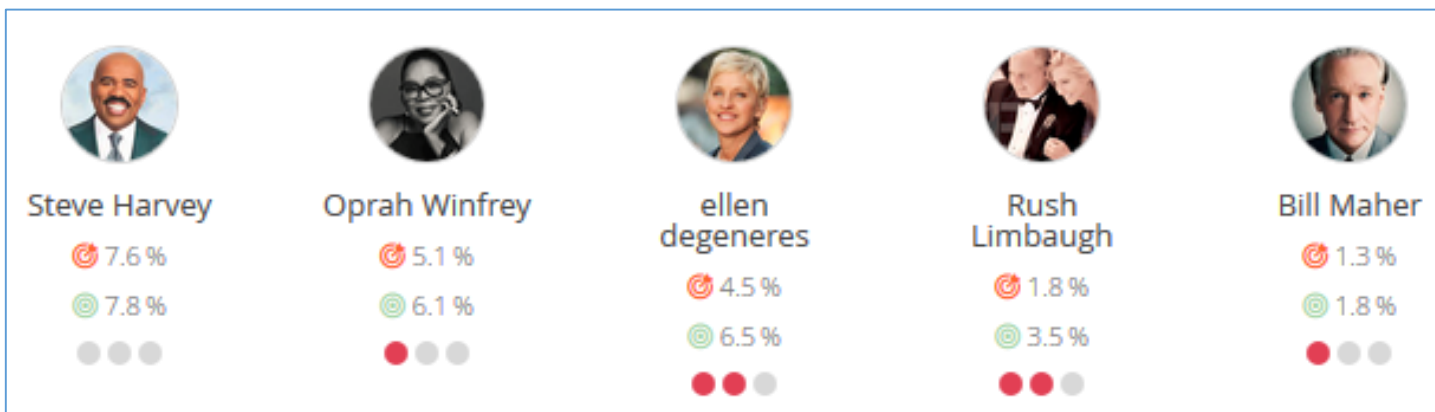 Steve Harvey
7.6 %
7.8 %
Oprah Winfrey
5.1 %
6.1 %
ellen
degeneres
4.5 %
6.5 %
Rush
Limbaugh
1.8 %
3.5 %
Bill Maher
1.3 %
1.8 %